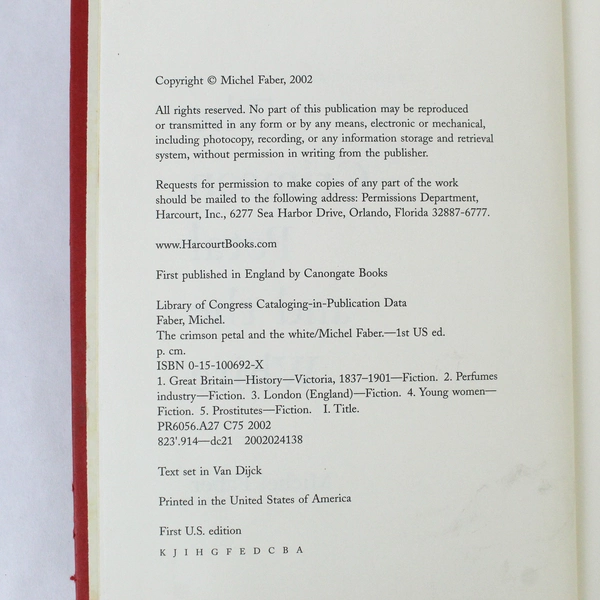 Copyright © Michel Faber, 2002
All rights reserved. No part of this publication may be reproduced
or transmitted in any form or by any means, electronic or mechanical,
including photocopy, recording, or any information storage and retrieval
system, without permission in writing from the publisher.
Requests for permission to make copies of any part of the work
should be mailed to the following address: Permissions Department,
Harcourt, Inc., 6277 Sea Harbor Drive, Orlando, Florida 32887-6777.
www.HarcourtBooks.com
First published in England by Canongate Books
Library of Congress Cataloging-in-Publication Data
Faber, Michel.
The crimson petal and the white/Michel Faber.—1st US ed.
p. cm.
ISBN 0-15-100692-X
1. Great Britain—History—Victoria, 1837–1901—Fiction. 2. Perfumes
industry—Fiction. 3. London (England)—Fiction. 4. Young women—
Fiction. 5. Prostitutes—Fiction. I. Title.
PR6056.A27 C75 2002
823'.914—dc21 2002024138
Text set in Van Dijck
Printed in the United States of America
First U.S. edition
K J I H G F E D C B A